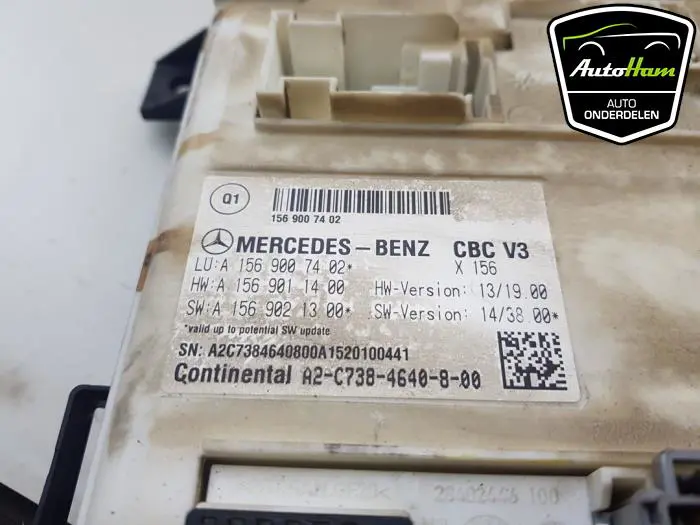 AutoHam
AUTO
ONDERDELEN
Q1
156 900 74 02
MERCEDES-BENZ CBC V3
LU:A 156 900 74 02* X 156
HW:A 156 901 14 00 HW-Version: 13/19.00
SW:A 156 902 13 00* SW-Version: 14/38.00*
*valid up to potential SW update
SN: A2C7384640800A1520100441
Continental A2-C738-4640-8-00
100